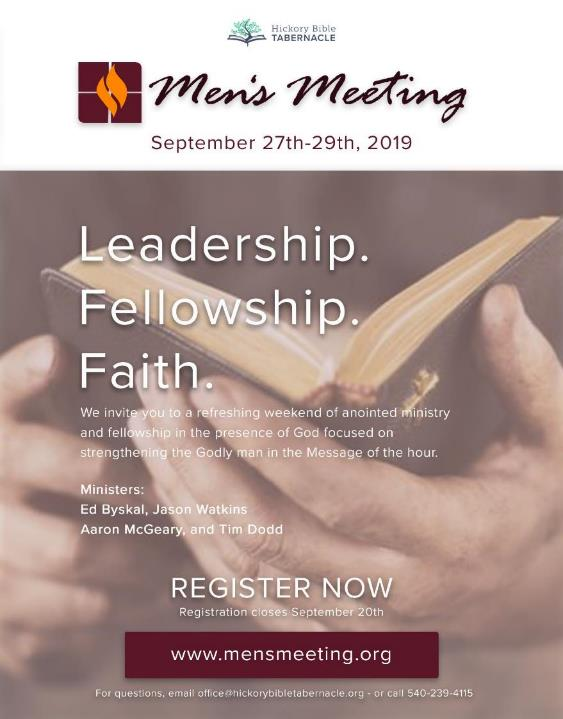 Hickory Bible
TABERNACLE
Men's Meeting
September 27th-29th, 2019
Leadership.
Fellowship.
Faith.
We invite you to a refreshing weekend of anointed ministry
and fellowship in the presence of God focused on
strengthening the Godly man in the Message of the hour.
Ministers:
Ed Byskal, Jason Watkins
Aaron McGeary, and Tim Dodd
REGISTER NOW
Registration closes September 20th
www.mensmeeting.org
For questions, email office@hickorybibletabernacle.org - or call 540-239-4115